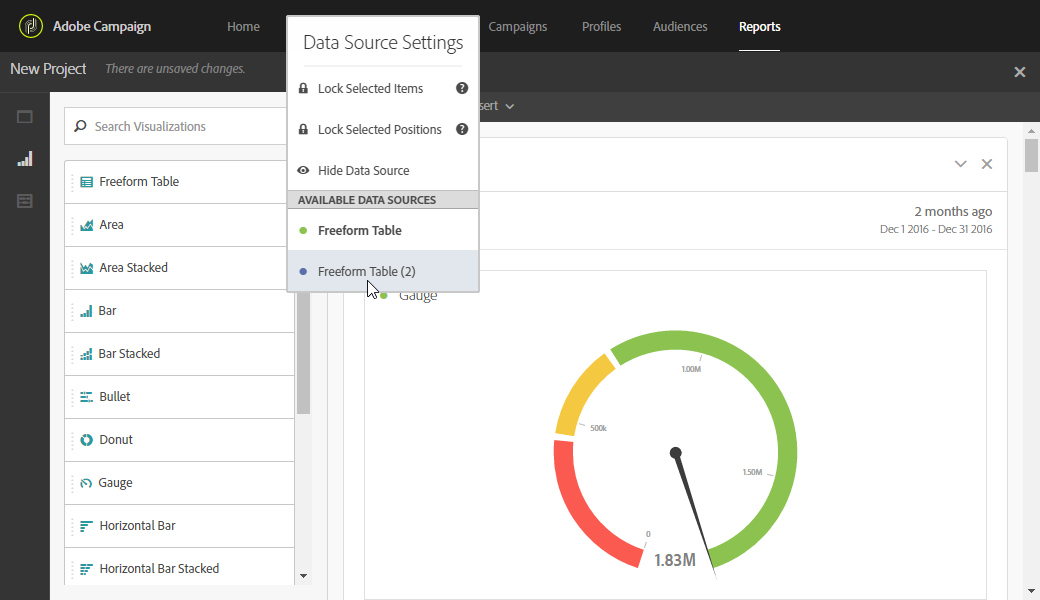 Adobe Campaign
Home
Campaigns
Profiles
Audiences
Reports
New Project
There are unsaved changes.
Data Source Settings
Lock Selected Items
Lock Selected Positions
Hide Data Source
AVAILABLE DATA SOURCES
Freeform Table
Freeform Table (2)
Search Visualizations
Freeform Table
Area
Area Stacked
Bar
Bar Stacked
Bullet
Donut
Gauge
Horizontal Bar
Horizontal Bar Stacked
2 months ago
Dec 1 2016 - Dec 31 2016
Gauge
1.00M
500k
1.50M
0
1.83M